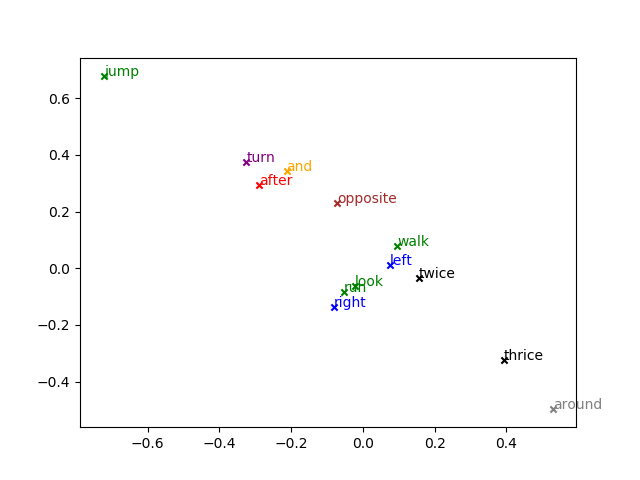 jump
0.6
turn
and
0.4
after
opposite
0.2
walk
left
0.0
twice
look
run
right
−0.2
thrice
−0.4
around
−0.6 −0.4 −0.2 0.0 0.2 0.4